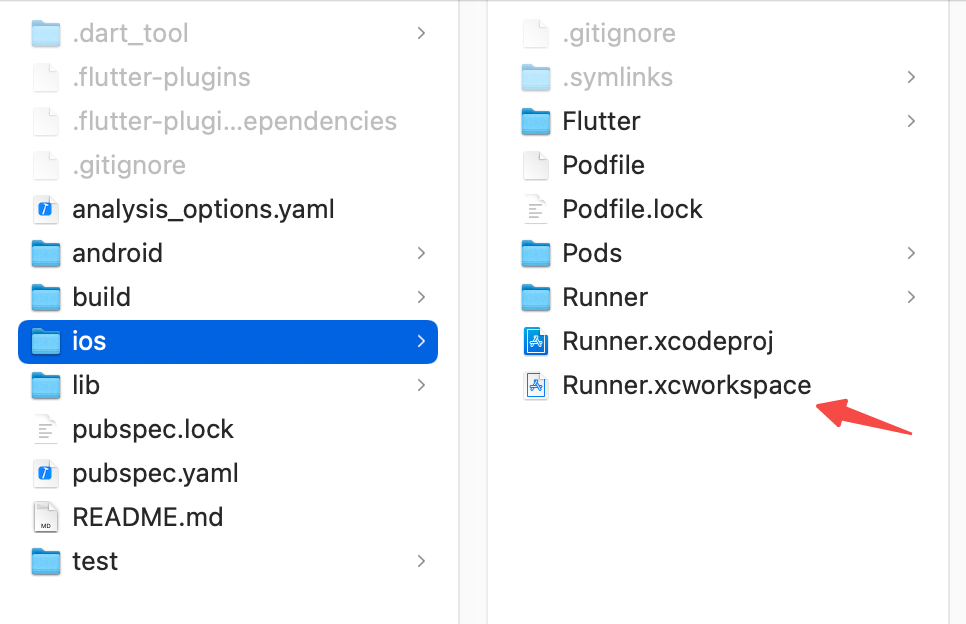 .dart_tool
.flutter-plugins
.flutter-plugi...ependencies
.gitignore
analysis_options.yaml
android
build
ios
lib
pubspec.lock
pubspec.yaml
MD
README.md
test
.gitignore
.symlinks
Flutter
Podfile
Podfile.lock
Pods
Runner
Runner.xcodeproj
Runner.xcworkspace